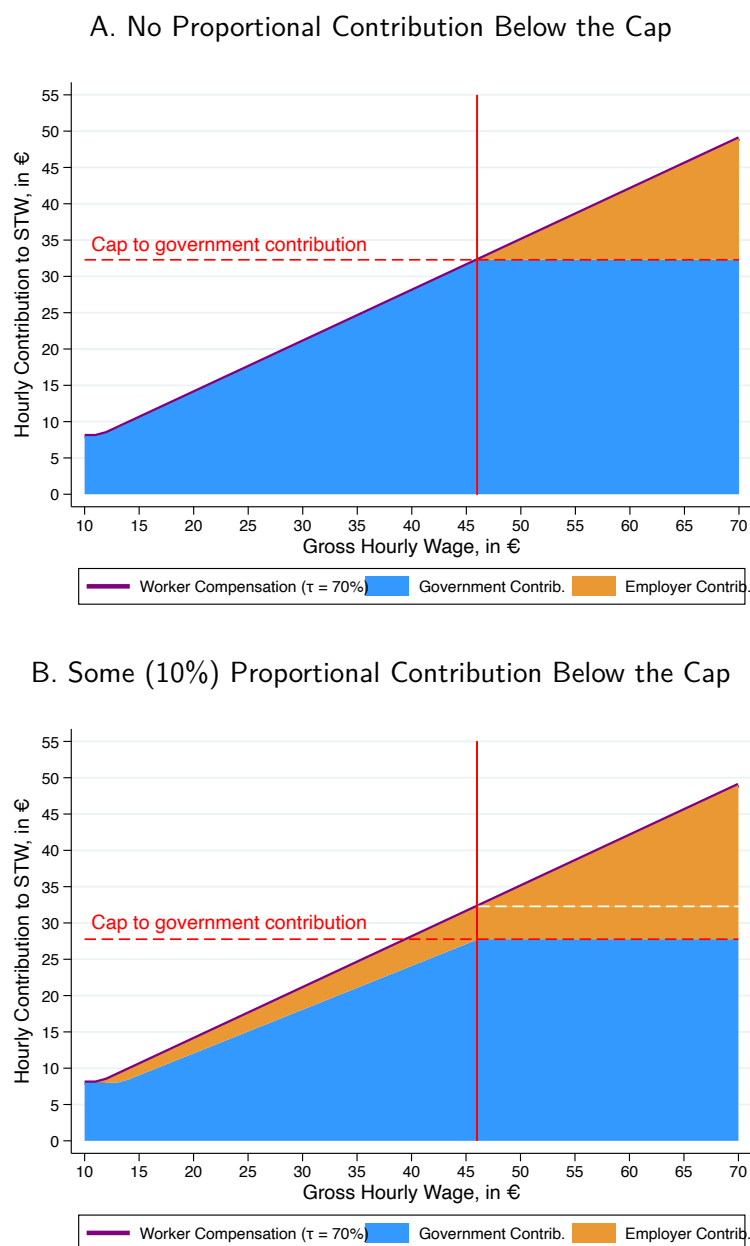 A. No Proportional Contribution Below the Cap
Hourly Contribution to STW, in €
55
50
45
40
35
30
25
20
15
10
5
0
Cap to government contribution
10 15 20 25 30 35 40 45 50 55 60 65 70
Gross Hourly Wage, in €
Worker Compensation (τ = 70%) Government Contrib. Employer Contrib.
B. Some (10%) Proportional Contribution Below the Cap
Hourly Contribution to STW, in €
55
50
45
40
35
30
25
20
15
10
5
0
Cap to government contribution
10 15 20 25 30 35 40 45 50 55 60 65 70
Gross Hourly Wage, in €
Worker Compensation (τ = 70%) Government Contrib. Employer Contrib.